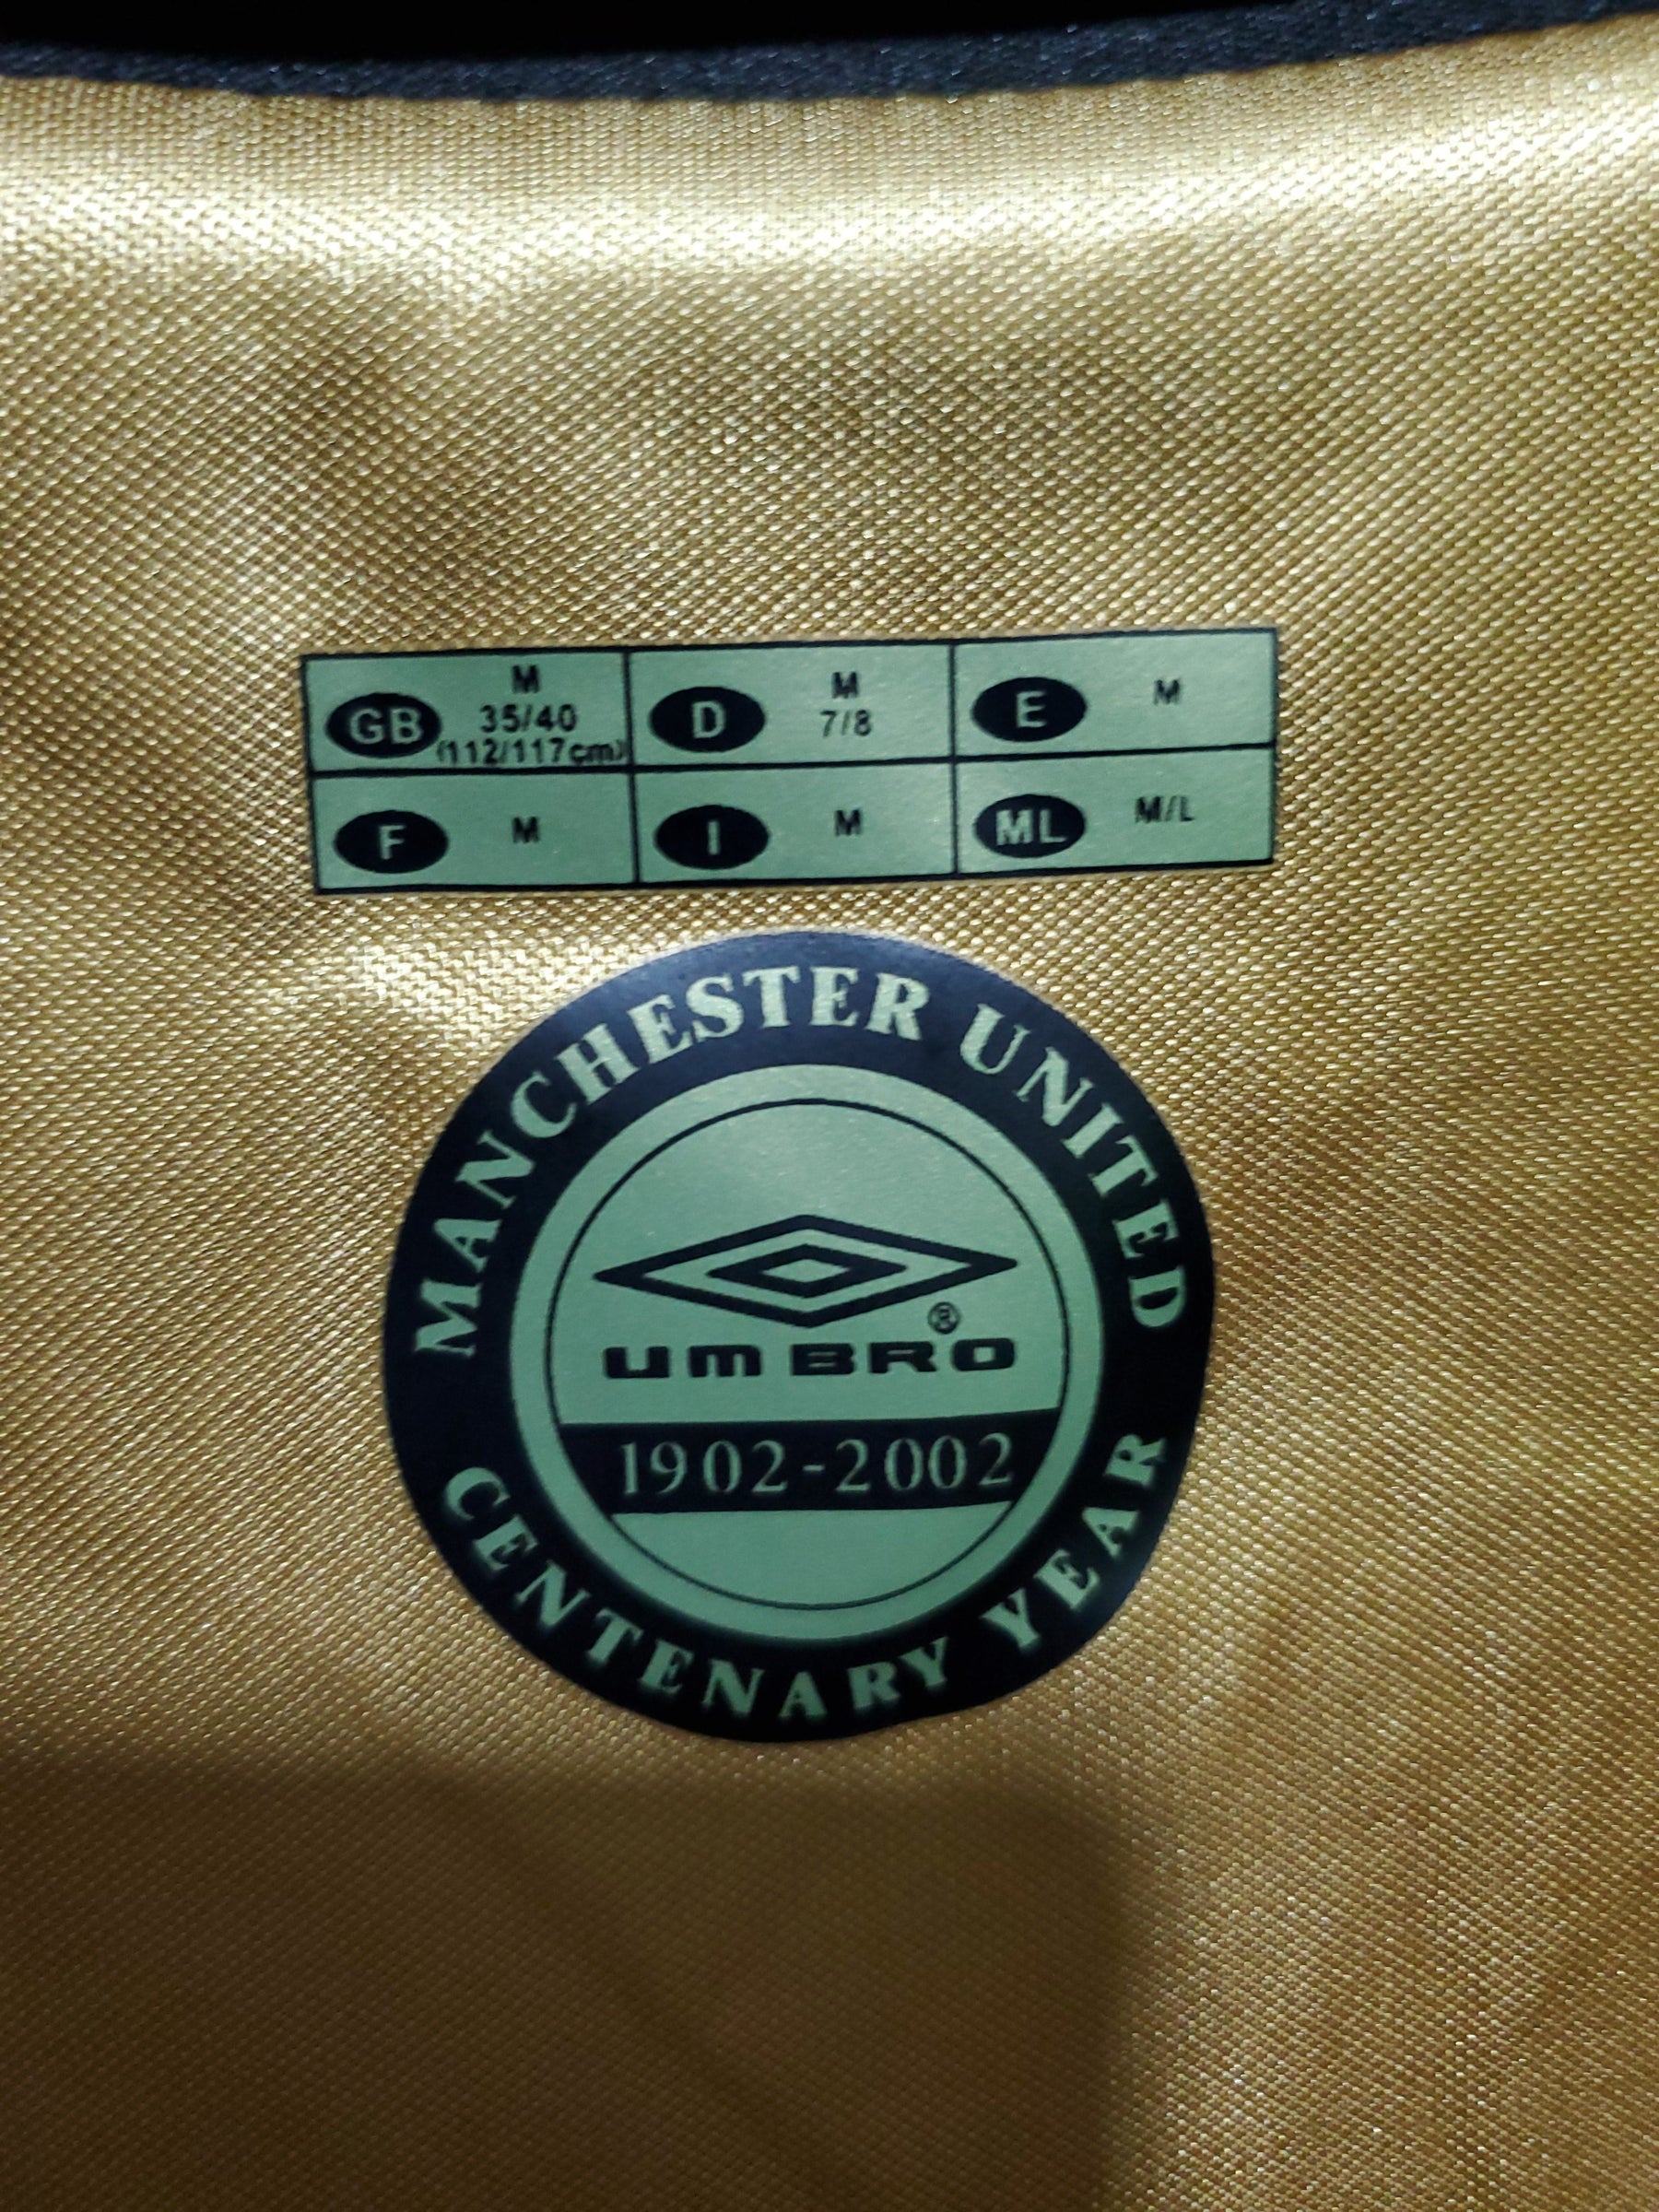 GB M 35/40 (112/117cm)
D M 7/8
E M
F M
I M
ML M/L
MANCHESTER UNITED
®
UMBRO
1902-2002
CENTENARY YEAR